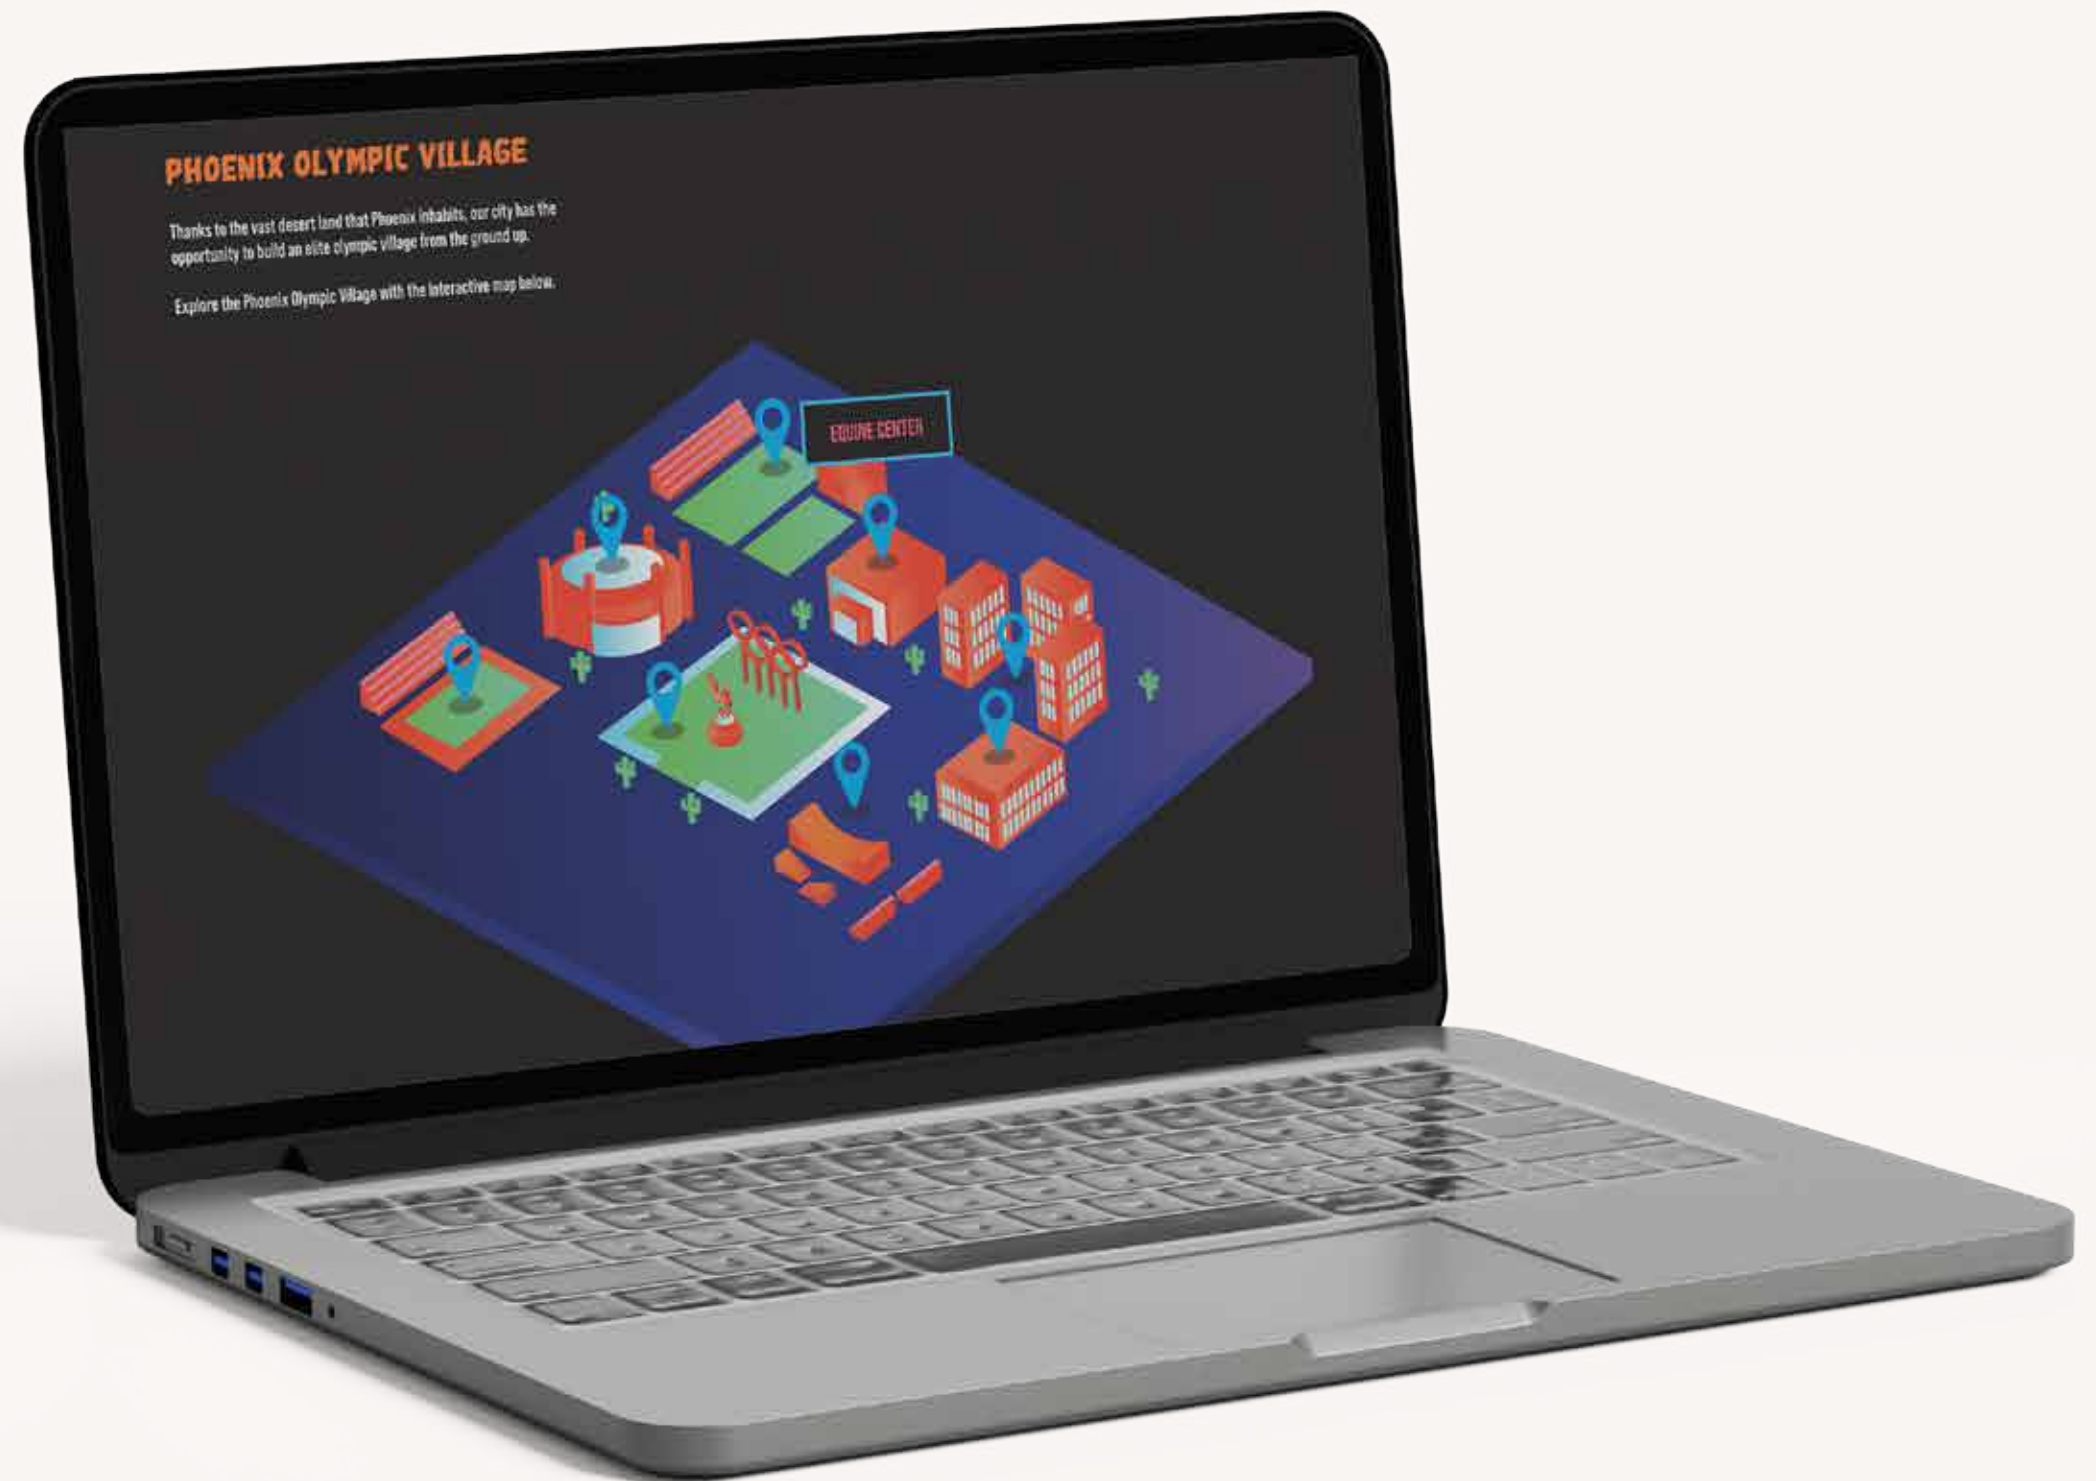 PHOENIX OLYMPIC VILLAGE
Thanks to the vast desert land that Phoenix inhabits, our city has the
opportunity to build an elite olympic village from the ground up.
Explore the Phoenix Olympic Village with the interactive map below.
EQUINE CENTER